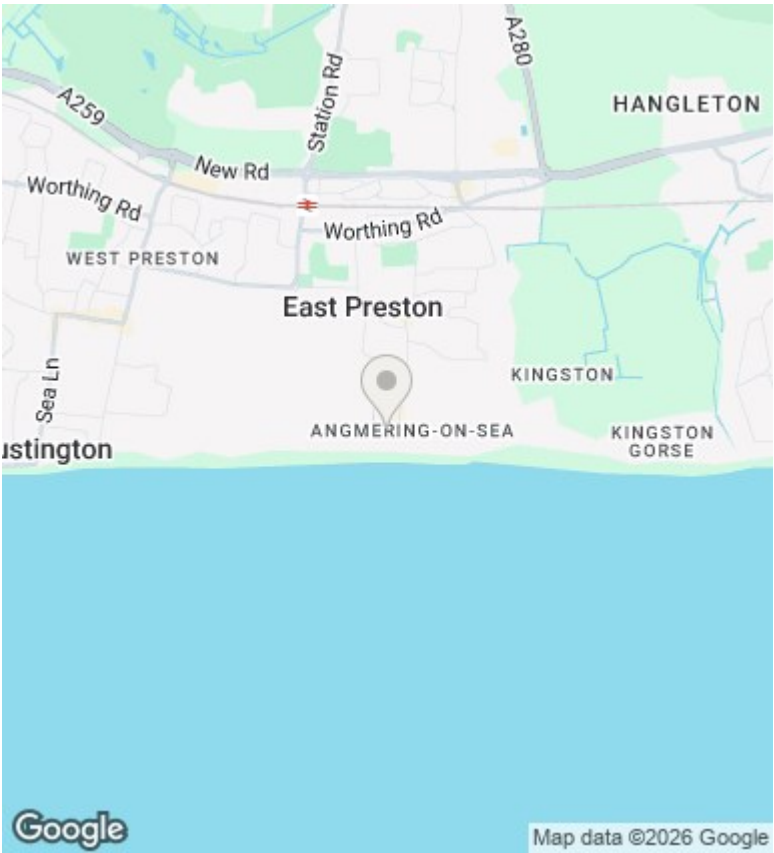 A280
Station Rd
A259
HANGLETON
New Rd
Worthing Rd
Worthing Rd
WEST PRESTON
East Preston
Sea Ln
KINGSTON
ANGMERING-ON-SEA
KINGSTON
GORSE
ustington
Google
Map data ©2026 Google